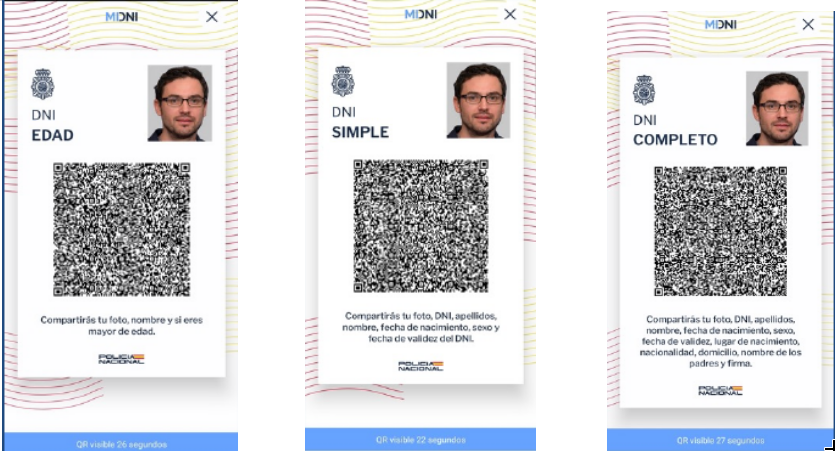 MDNI
DNI
EDAD
Compartirás tu foto, nombre y si eres
mayor de edad.
POLICIA
NACIONAL
QR visible 26 segundos
MDNI
DNI
SIMPLE
Compartirás tu foto, DNI, apellidos,
nombre, fecha de nacimiento, sexo y
fecha de validez del DNI.
POLICIA
NACIONAL
QR visible 22 segundos
MDNI
DNI
COMPLETO
Compartirás tu foto, DNI, apellidos,
nombre, fecha de nacimiento, sexo,
fecha de validez, lugar de nacimiento,
nacionalidad, domicilio, nombre de los
padres y firma.
POLICIA
NACIONAL
QR visible 27 segundos